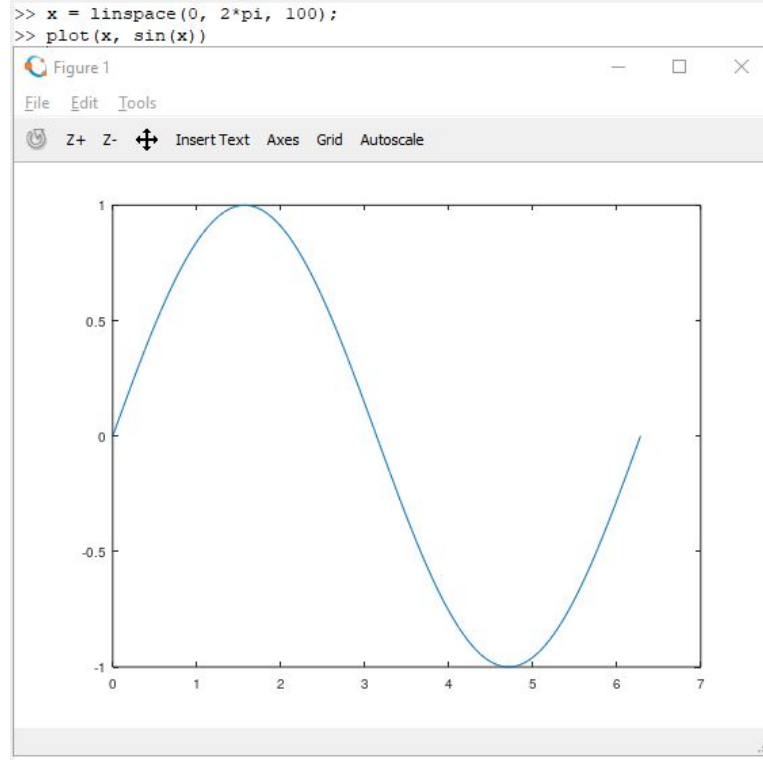 >> x = linspace(0, 2*pi, 100);
>> plot(x, sin(x))
Figure 1
File Edit Tools
Z+ Z- Insert Text Axes Grid Autoscale
1
0.5
0
-0.5
-1
0 1 2 3 4 5 6 7